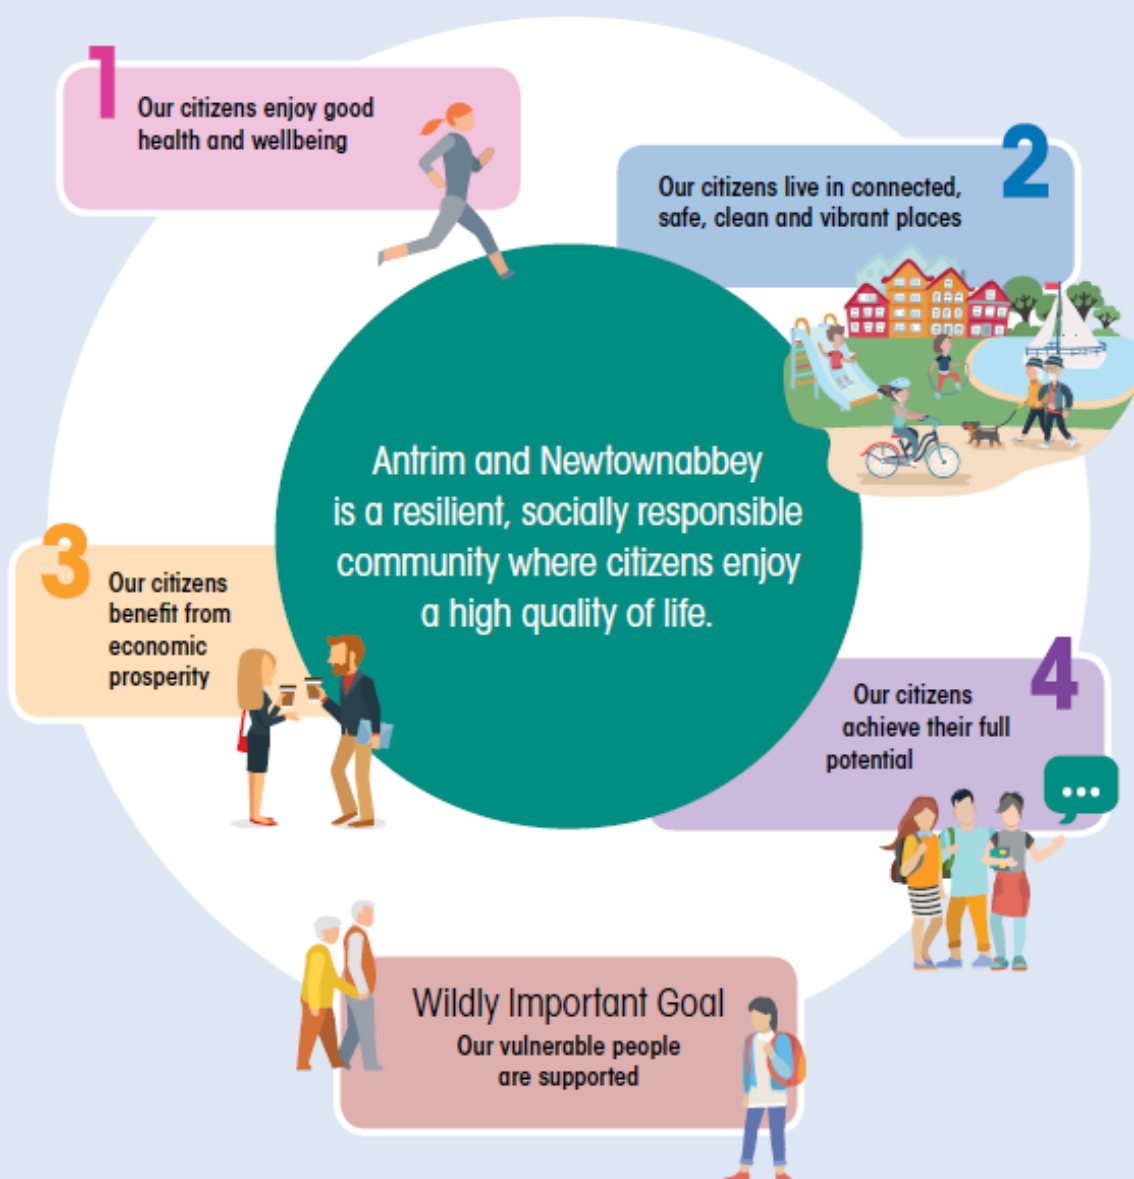 1
Our citizens enjoy good
health and wellbeing
2
Our citizens live in connected,
safe, clean and vibrant places
Antrim and Newtownabbey
is a resilient, socially responsible
community where citizens enjoy
a high quality of life.
3
Our citizens
benefit from
economic
prosperity
4
Our citizens
achieve their full
potential
Wildly Important Goal
Our vulnerable people
are supported